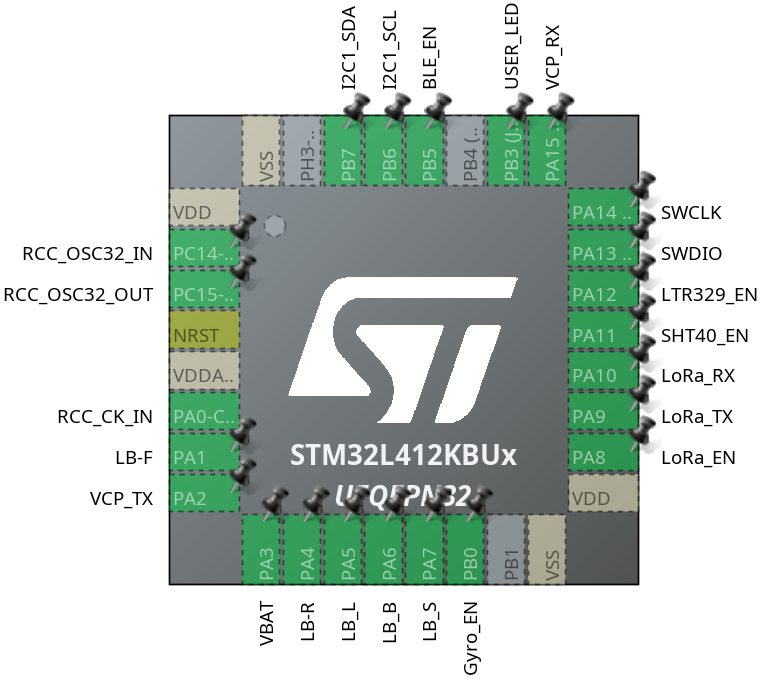 I2C1_SDA
I2C1_SCL
BLE_EN
USER_LED
VCP_RX
VSS
PH3-..
PB7
PB6
PB5
PB4 (..
PB3 (J..
PA15 ..
VDD
RCC_OSC32_IN PC14-..
RCC_OSC32_OUT PC15-..
NRST
VDDA..
RCC_CK_IN PA0-C..
LB-F PA1
VCP_TX PA2
PA14 .. SWCLK
PA13 .. SWDIO
PA12 LTR329_EN
PA11 SHT40_EN
PA10 LoRa_RX
PA9 LoRa_TX
PA8 LoRa_EN
VDD
ST
STM32L412KBUx
UFQFPN32
PA3
PA4
PA5
PA6
PA7
PB0
PB1
VSS
VBAT
LB-R
LB_L
LB_B
LB_S
Gyro_EN